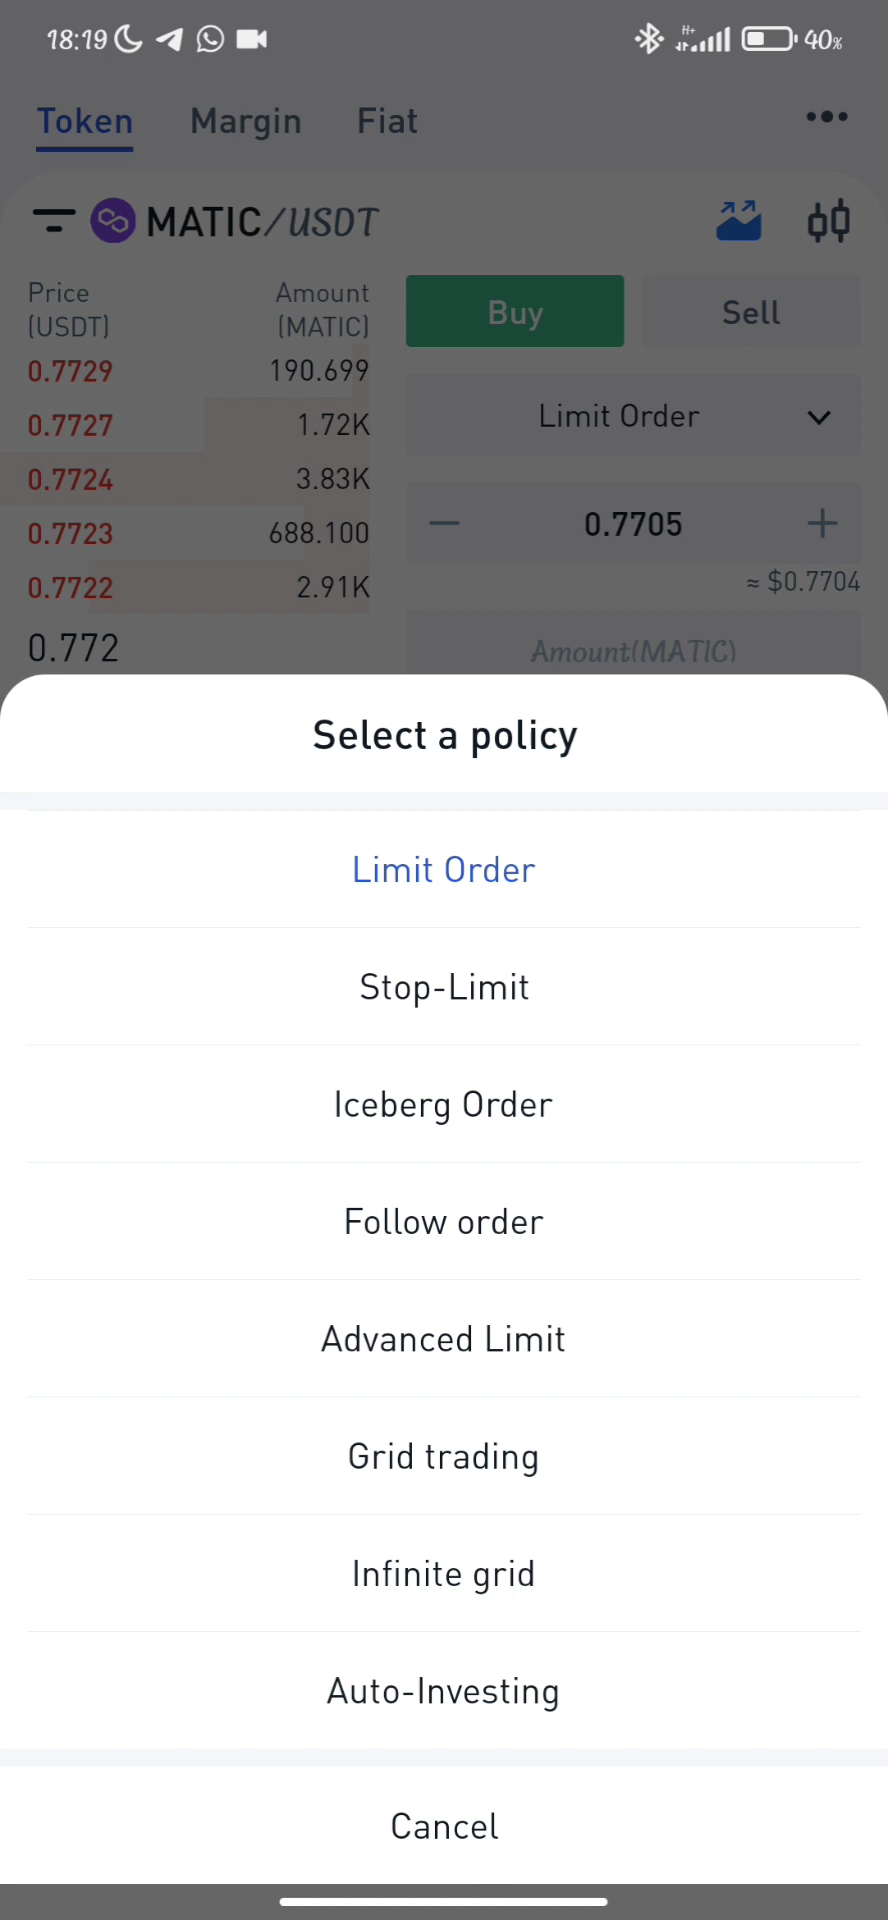 18:19 H+ 40%
Token Margin Fiat
MATIC/USDT
Price Amount
(USDT) (MATIC)
Buy Sell
0.7729 190.699
0.7727 1.72K
Limit Order
0.7724 3.83K
0.7723 688.100
0.7705
≈ $0.7704
0.7722 2.91K
0.772
Amount(MATIC)
Select a policy
Limit Order
Stop-Limit
Iceberg Order
Follow order
Advanced Limit
Grid trading
Infinite grid
Auto-Investing
Cancel